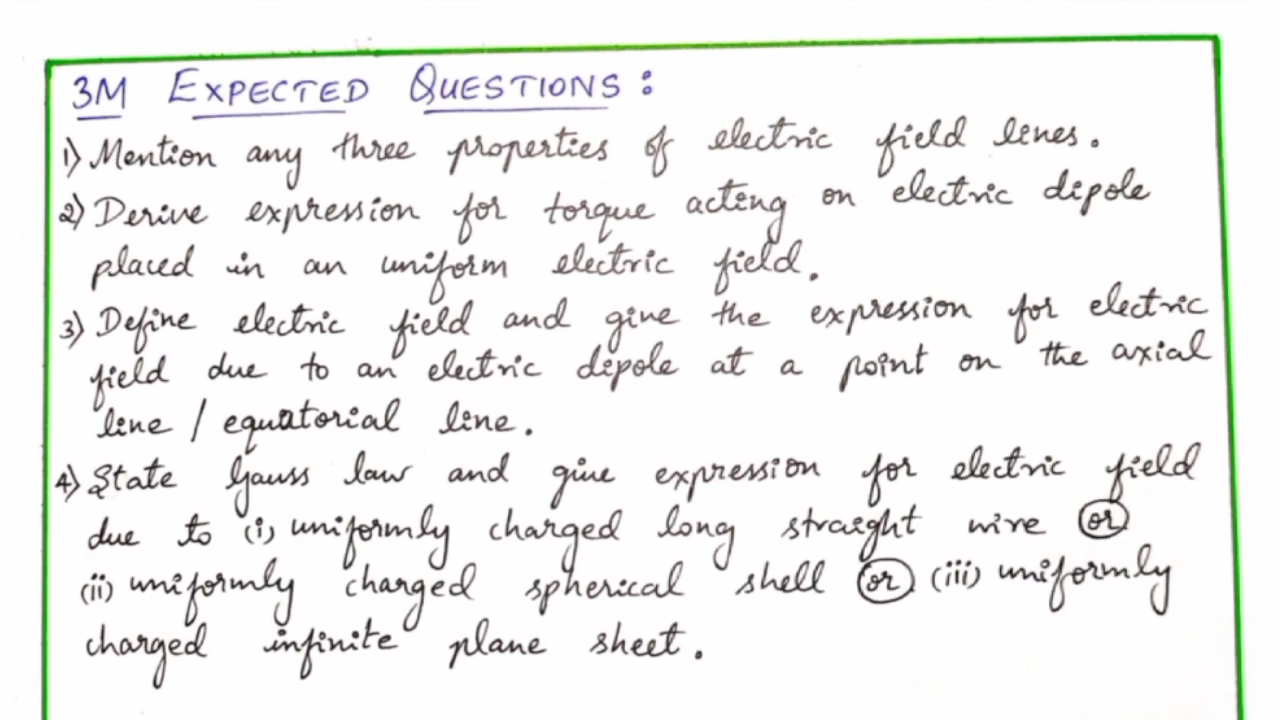 3M EXPECTED QUESTIONS :
1) Mention any three properties of electric field lines.
2) Derive expression for torque acting on electric dipole
placed in an uniform electric field.
3) Define electric field and give the expression for electric
field due to an electric dipole at a point on the axial
line / equatorial line.
4) State Gauss law and give expression for electric field
due to (i) uniformly charged long straight wire or
(ii) uniformly charged spherical shell or (iii) uniformly
charged infinite plane sheet.